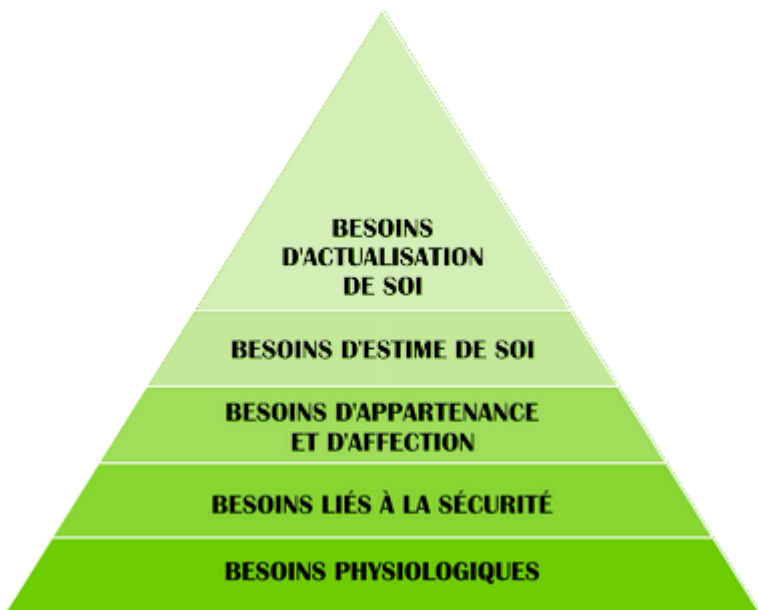 BESOINS
D'ACTUALISATION
DE SOI
BESOINS D'ESTIME DE SOI
BESOINS D'APPARTENANCE
ET D'AFFECTION
BESOINS LIÉS À LA SÉCURITÉ
BESOINS PHYSIOLOGIQUES